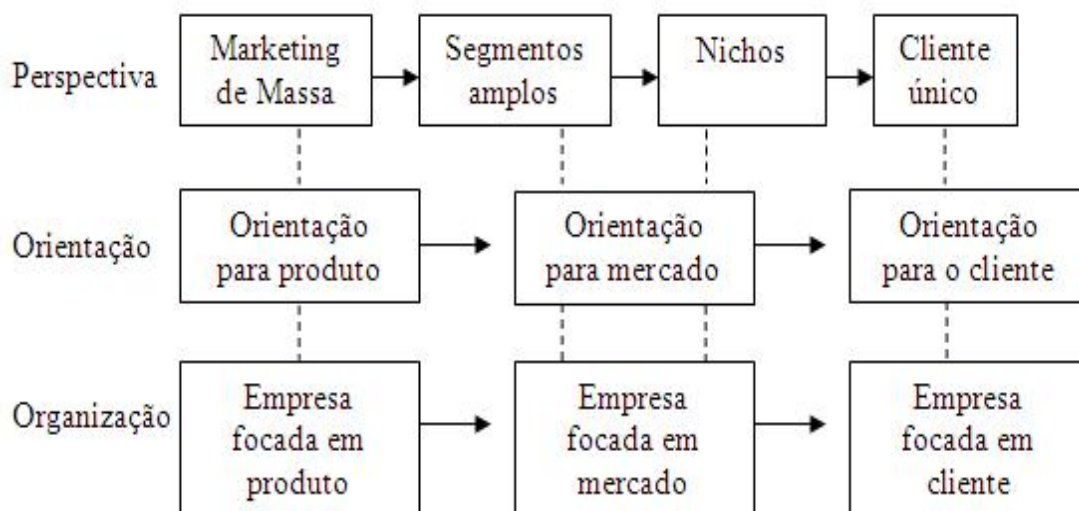 Perspectiva
Marketing
de Massa
Segmentos
amplos
Nichos
Cliente
único
Orientação
Orientação
para produto
Orientação
para mercado
Orientação
para o cliente
Organização
Empresa
focada em
produto
Empresa
focada em
mercado
Empresa
focada em
cliente